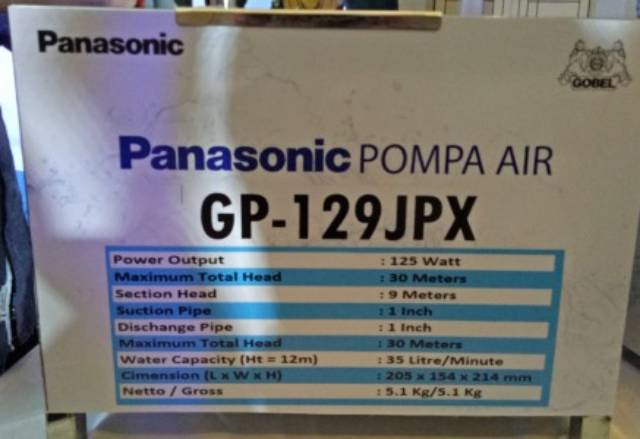 Panasonic
GOBEL
Panasonic POMPA AIR
GP-129JPX
Power Output : 125 Watt
Maximum Total Head : 30 Meters
Section Head : 9 Meters
Suction Pipe : 1 Inch
Discharge Pipe : 1 Inch
Maximum Total Head : 30 Meters
Water Capacity (Ht = 12m) : 35 Litre/Minute
Cimension (L x W x H) : 205 x 154 x 214 mm
Netto / Gross : 5.1 Kg/5.1 Kg